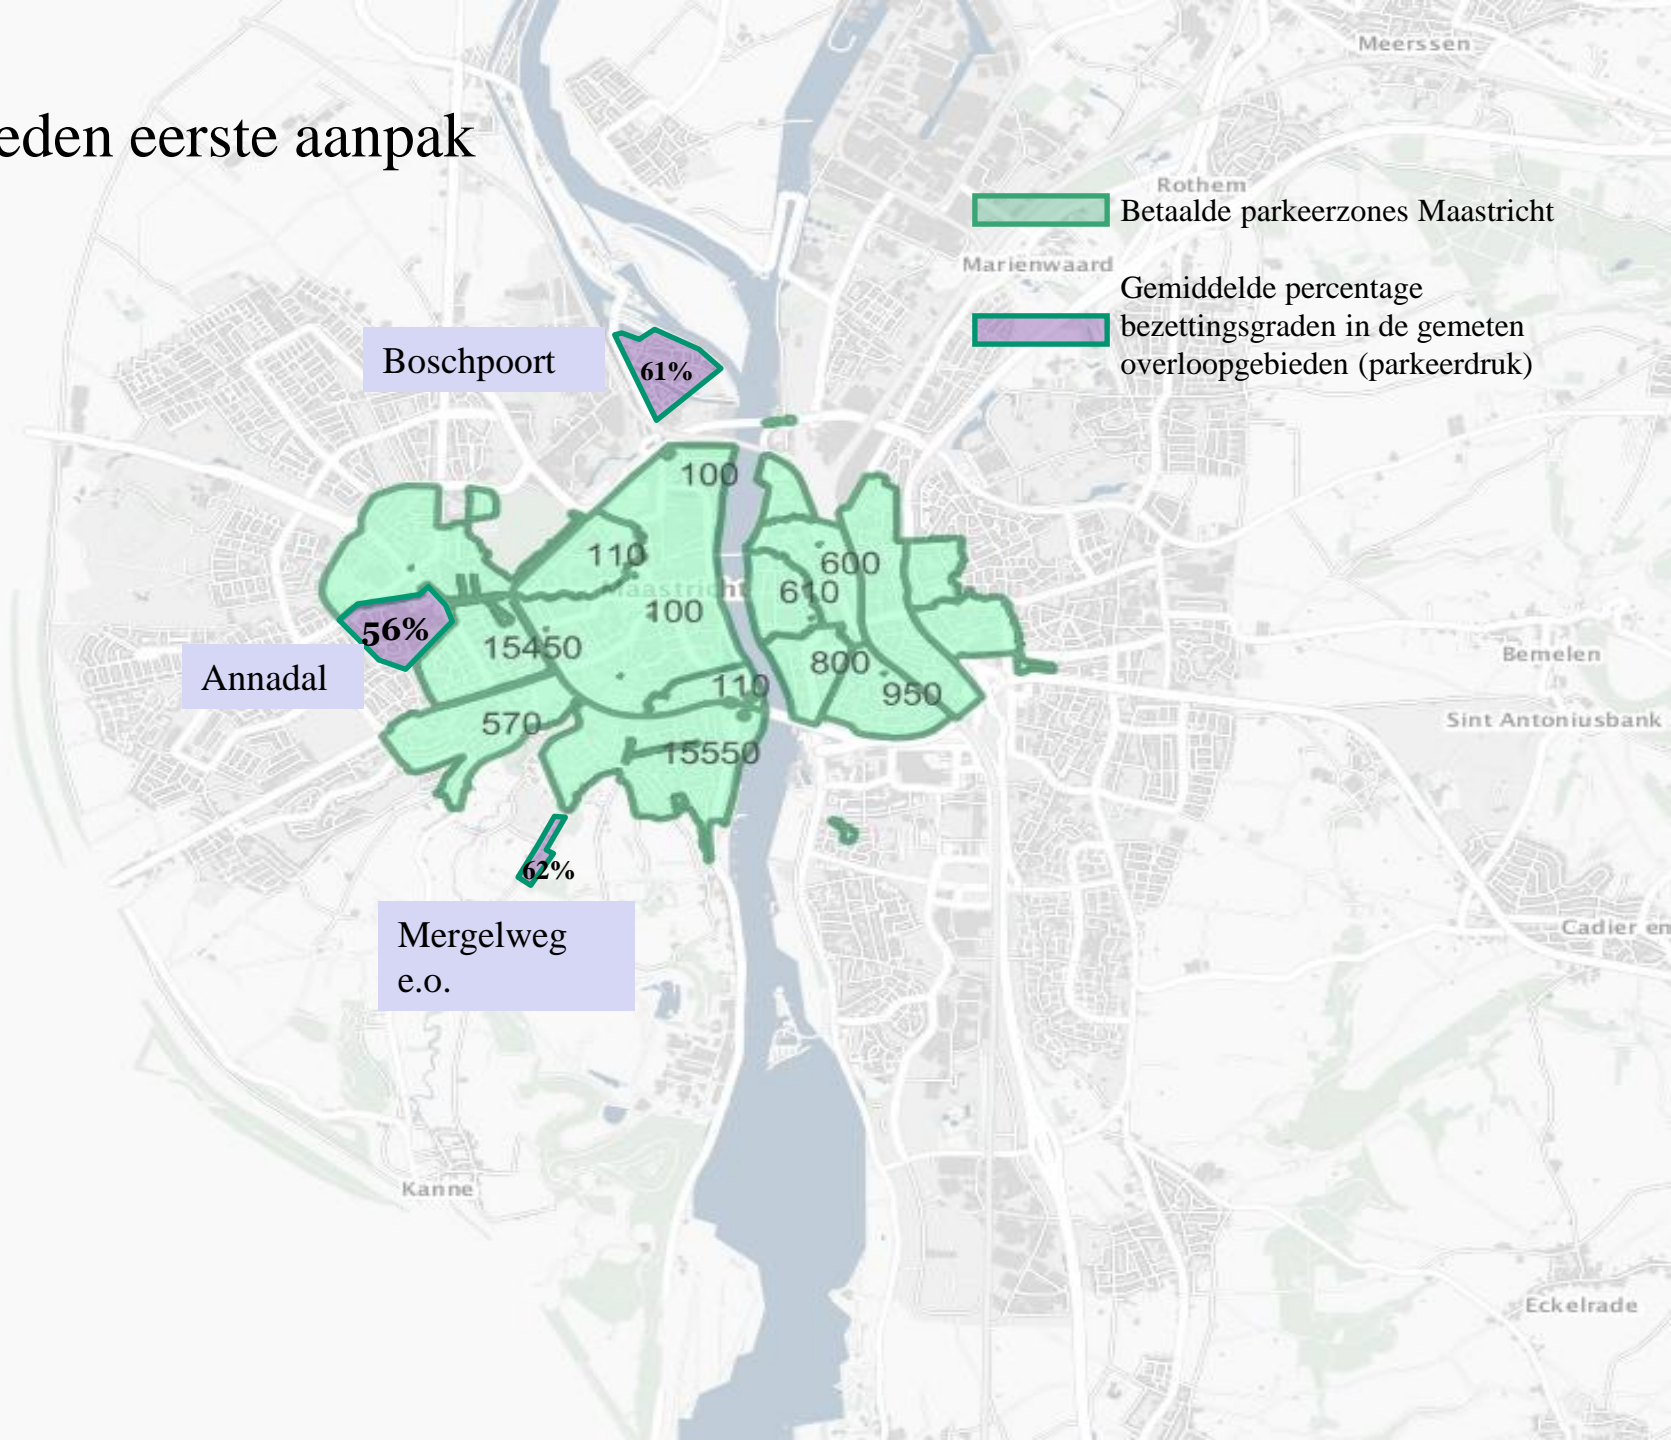 Meerssen
eden eerste aanpak
Rothem
Betaalde parkeerzones Maastricht
Marienwaard
Gemiddelde percentage
bezettingsgraden in de gemeten
overloopgebieden (parkeerdruk)
Boschpoort
61%
100
110
600
Maastricht
610
100
56%
15450
Annadal
800
110
950
Bemelen
570
Sint Antoniusbank
15550
62%
Mergelweg
e.o.
Cadier en
Kanne
Eckelrade